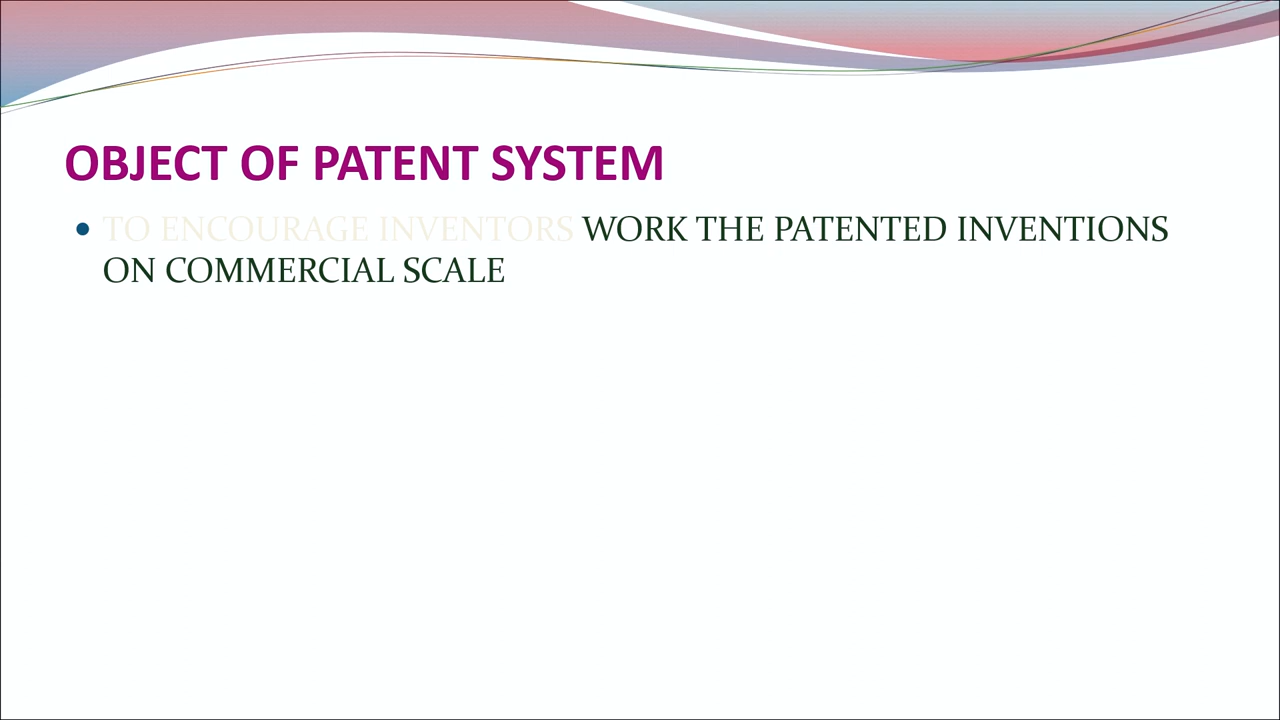 OBJECT OF PATENT SYSTEM
• TO ENCOURAGE INVENTORS WORK THE PATENTED INVENTIONS
ON COMMERCIAL SCALE